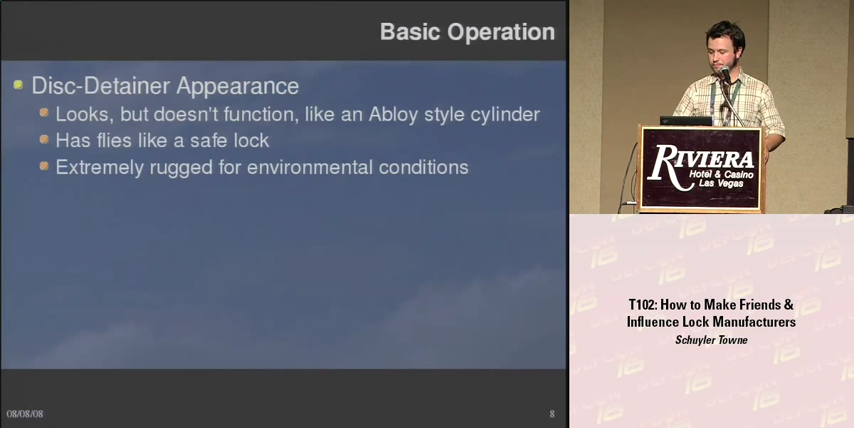 Basic Operation
Disc-Detainer Appearance
Looks, but doesn't function, like an Abloy style cylinder
Has flies like a safe lock
Extremely rugged for environmental conditions
08/08/08
8
RIVIERA
Hotel & Casino
Las Vegas
T102: How to Make Friends &
Influence Lock Manufacturers
Schuyler Towne